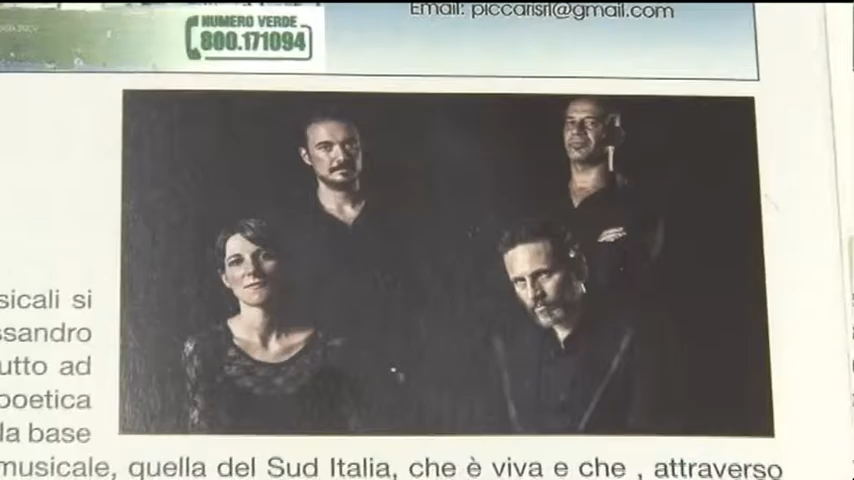 Email: piccarisrl@gmail.com
NUMERO VERDE
800.171094
sicali si
ssandro
utto ad
poetica
la base
musicale, quella del Sud Italia, che è viva e che , attraverso